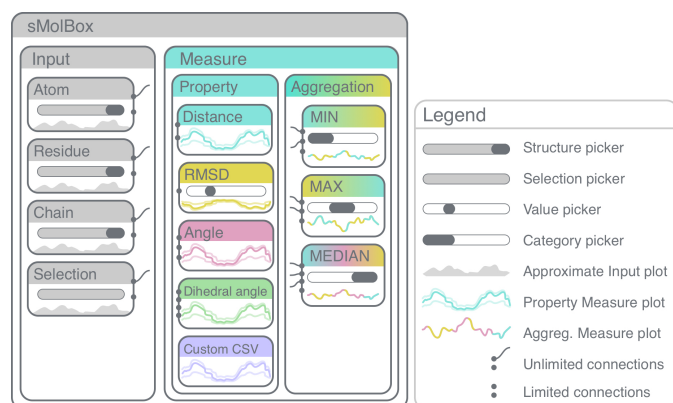 sMolBox
Input
Atom
Residue
Chain
Selection
Measure
Property
Distance
RMSD
Angle
Dihedral angle
Custom CSV
Aggregation
MIN
MAX
MEDIAN
Legend
Structure picker
Selection picker
Value picker
Category picker
Approximate Input plot
Property Measure plot
Aggreg. Measure plot
Unlimited connections
Limited connections